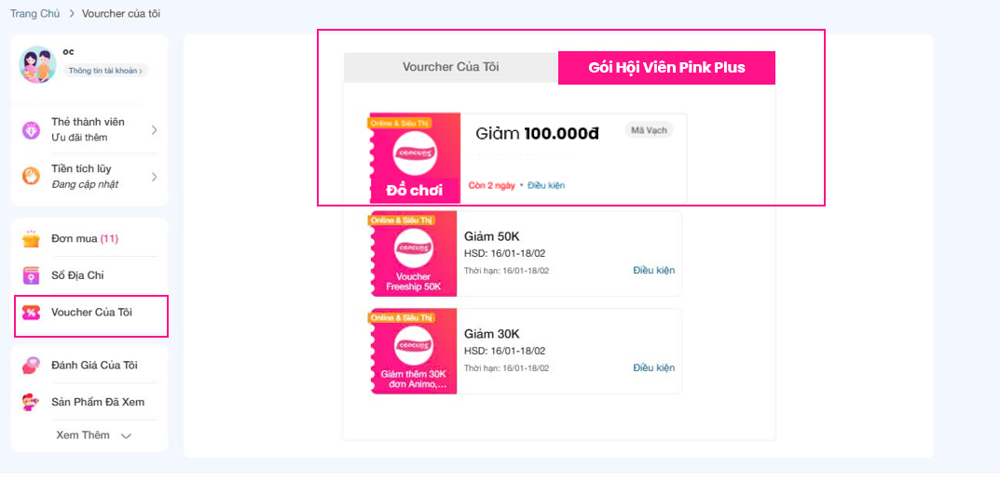 Trang Chủ > Vourcher của tôi
oc
Thông tin tài khoản ›
Thẻ thành viên
Ưu đãi thêm
Tiền tích lũy
Đang cập nhật
Đơn mua (11)
Sổ Địa Chỉ
Voucher Của Tôi
Đánh Giá Của Tôi
Sản Phẩm Đã Xem
Xem Thêm
Vourcher Của Tôi
Gói Hội Viên Pink Plus
Online & Siêu Thị
concung
Đồ chơi
Giảm 100.000đ
Mã Vạch
Còn 2 ngày • Điều kiện
Online & Siêu Thị
concung
Voucher
Freeship 50K
Giảm 50K
HSD: 16/01-18/02
Thời hạn: 16/01-18/02
Điều kiện
Online & Siêu Thị
concung
Giảm thêm 30K
đơn Animo,...
Giảm 30K
HSD: 16/01-18/02
Thời hạn: 16/01-18/02
Điều kiện